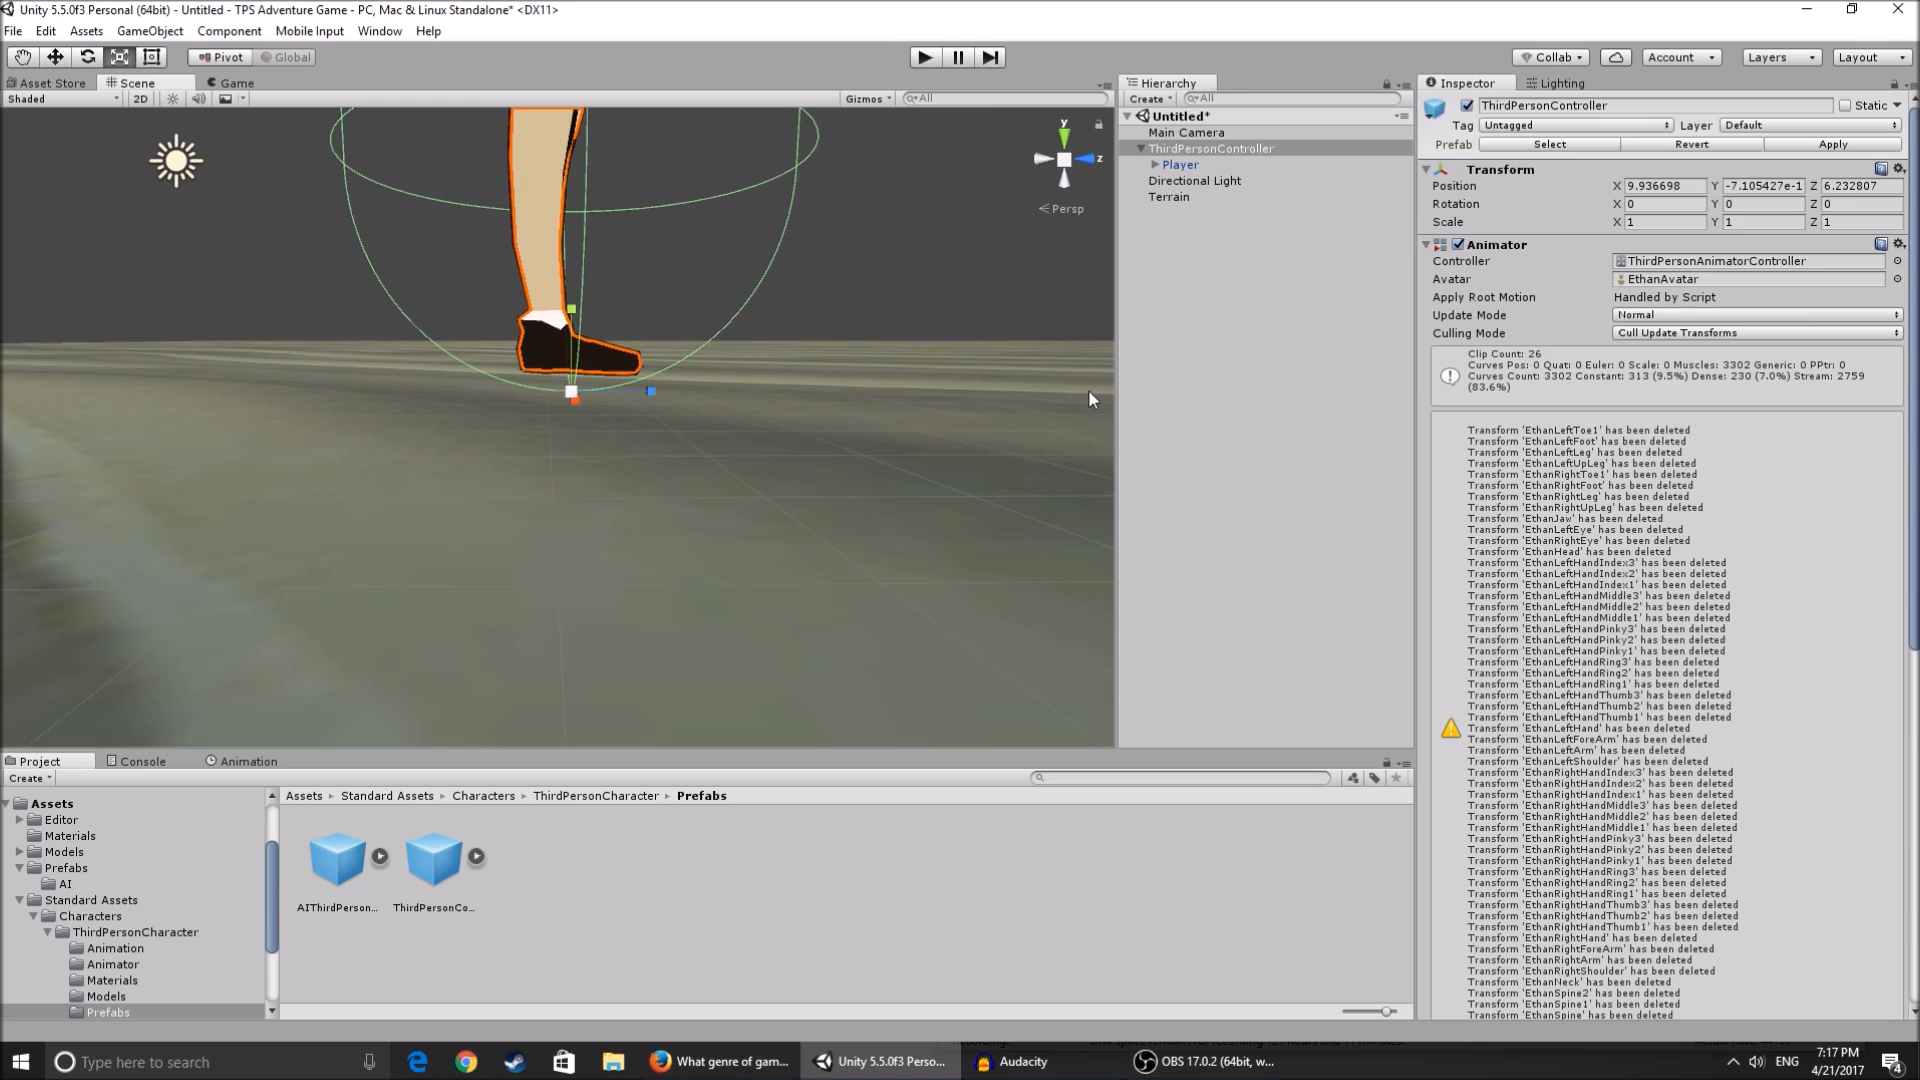 Unity 5.5.0f3 Personal (64bit) - Untitled - TPS Adventure Game - PC, Mac & Linux Standalone* <DX11>
File Edit Assets GameObject Component Mobile Input Window Help
Pivot Global Collab Account Layers Layout
Asset Store Scene Game
Shaded 2D Gizmos All
y
z
Persp
Hierarchy
Create All
Untitled*
Main Camera
ThirdPersonController
Player
Directional Light
Terrain
Inspector Lighting
ThirdPersonController Static
Tag Untagged Layer Default
Prefab Select Revert Apply
Transform
Position X 9.936698 Y -7.105427e-1 Z 6.232807
Rotation X 0 Y 0 Z 0
Scale X 1 Y 1 Z 1
Animator
Controller ThirdPersonAnimatorController
Avatar EthanAvatar
Apply Root Motion Handled by Script
Update Mode Normal
Culling Mode Cull Update Transforms
Clip Count: 26
Curves Pos: 0 Quat: 0 Euler: 0 Scale: 0 Muscles: 3302 Generic: 0 PPtr: 0
Curves Count: 3302 Constant: 313 (9.5%) Dense: 230 (7.0%) Stream: 2759
(83.6%)
Transform 'EthanLeftToe1' has been deleted
Transform 'EthanLeftFoot' has been deleted
Transform 'EthanLeftLeg' has been deleted
Transform 'EthanLeftUpLeg' has been deleted
Transform 'EthanRightToe1' has been deleted
Transform 'EthanRightFoot' has been deleted
Transform 'EthanRightLeg' has been deleted
Transform 'EthanRightUpLeg' has been deleted
Transform 'EthanJaw' has been deleted
Transform 'EthanLeftEye' has been deleted
Transform 'EthanRightEye' has been deleted
Transform 'EthanHead' has been deleted
Transform 'EthanLeftHandIndex3' has been deleted
Transform 'EthanLeftHandIndex2' has been deleted
Transform 'EthanLeftHandIndex1' has been deleted
Transform 'EthanLeftHandMiddle3' has been deleted
Transform 'EthanLeftHandMiddle2' has been deleted
Transform 'EthanLeftHandMiddle1' has been deleted
Transform 'EthanLeftHandPinky3' has been deleted
Transform 'EthanLeftHandPinky2' has been deleted
Transform 'EthanLeftHandPinky1' has been deleted
Transform 'EthanLeftHandRing3' has been deleted
Transform 'EthanLeftHandRing2' has been deleted
Transform 'EthanLeftHandRing1' has been deleted
Transform 'EthanLeftHandThumb3' has been deleted
Transform 'EthanLeftHandThumb2' has been deleted
Transform 'EthanLeftHandThumb1' has been deleted
Transform 'EthanLeftHand' has been deleted
Transform 'EthanLeftForeArm' has been deleted
Transform 'EthanLeftArm' has been deleted
Transform 'EthanLeftShoulder' has been deleted
Transform 'EthanRightHandIndex3' has been deleted
Transform 'EthanRightHandIndex2' has been deleted
Transform 'EthanRightHandIndex1' has been deleted
Transform 'EthanRightHandMiddle3' has been deleted
Transform 'EthanRightHandMiddle2' has been deleted
Transform 'EthanRightHandMiddle1' has been deleted
Transform 'EthanRightHandPinky3' has been deleted
Transform 'EthanRightHandPinky2' has been deleted
Transform 'EthanRightHandPinky1' has been deleted
Transform 'EthanRightHandRing3' has been deleted
Transform 'EthanRightHandRing2' has been deleted
Transform 'EthanRightHandRing1' has been deleted
Transform 'EthanRightHandThumb3' has been deleted
Transform 'EthanRightHandThumb2' has been deleted
Transform 'EthanRightHandThumb1' has been deleted
Transform 'EthanRightHand' has been deleted
Transform 'EthanRightForeArm' has been deleted
Transform 'EthanRightArm' has been deleted
Transform 'EthanRightShoulder' has been deleted
Transform 'EthanNeck' has been deleted
Transform 'EthanSpine2' has been deleted
Transform 'EthanSpine1' has been deleted
Transform 'EthanSpine' has been deleted
Project Console Animation
Create
Assets
Editor
Materials
Models
Prefabs
AI
Standard Assets
Characters
ThirdPersonCharacter
Animation
Animator
Materials
Models
Prefabs
Assets Standard Assets Characters ThirdPersonCharacter Prefabs
AIThirdPerson... ThirdPersonCo...
Type here to search
What genre of gam...
Unity 5.5.0f3 Perso...
Audacity
OBS 17.0.2 (64bit, w...
ENG
7:17 PM
4/21/2017
4